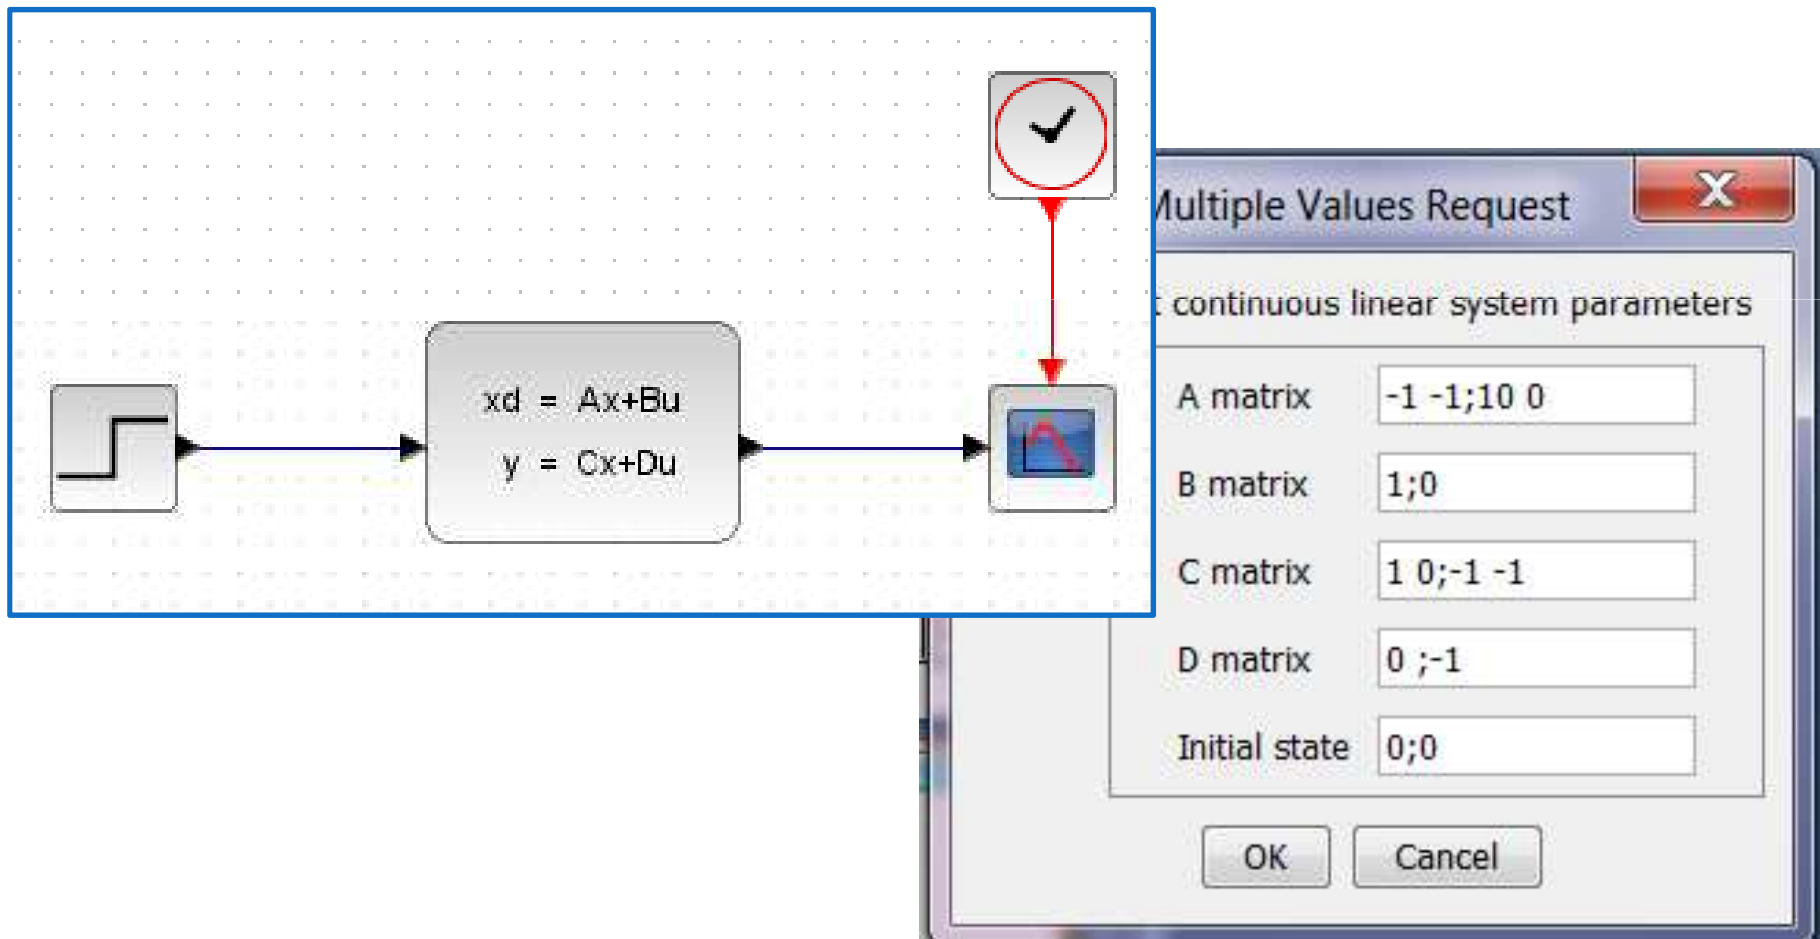 xd = Ax+Bu
y = Cx+Du
Multiple Values Request
X
continuous linear system parameters
A matrix -1 -1;10 0
B matrix 1;0
C matrix 1 0;-1 -1
D matrix 0 ;-1
Initial state 0;0
OK Cancel